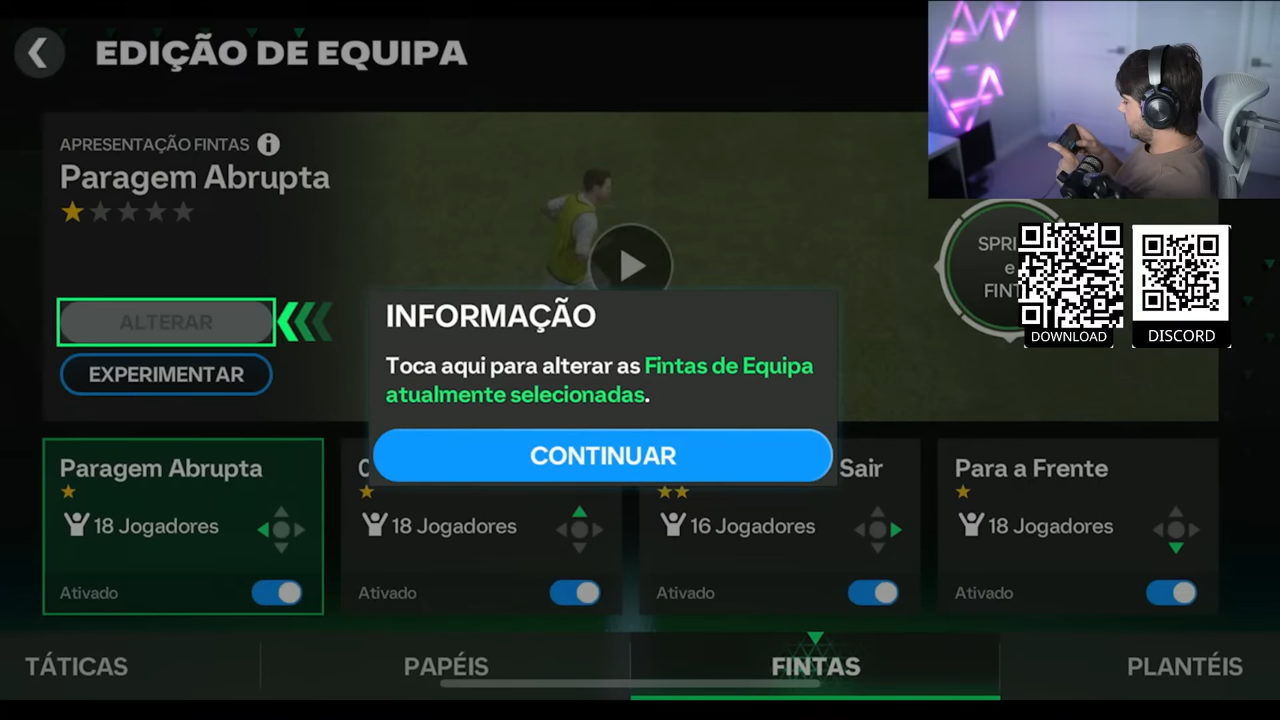 EDIÇÃO DE EQUIPA
APRESENTAÇÃO FINTAS
Paragem Abrupta
ALTERAR
EXPERIMENTAR
INFORMAÇÃO
Toca aqui para alterar as Fintas de Equipa
atualmente selecionadas.
CONTINUAR
e
DOWNLOAD
DISCORD
Paragem Abrupta
18 Jogadores
Ativado
18 Jogadores
Ativado
Sair
16 Jogadores
Ativado
Para a Frente
18 Jogadores
Ativado
TÁTICAS
PAPÉIS
FINTAS
PLANTÉIS